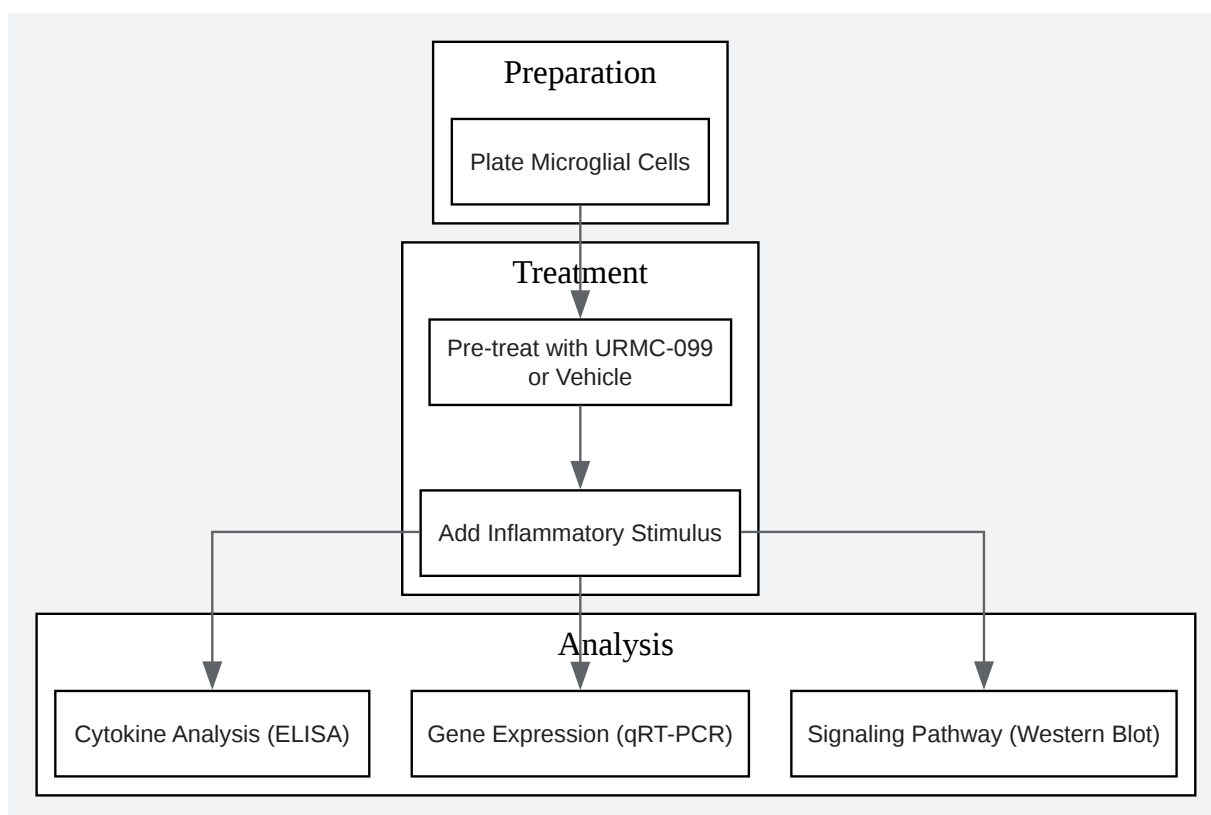 Preparation
Plate Microglial Cells
Treatment
Pre-treat with URMC-099
or Vehicle
Add Inflammatory Stimulus
Analysis
Cytokine Analysis (ELISA)
Gene Expression (qRT-PCR)
Signaling Pathway (Western Blot)